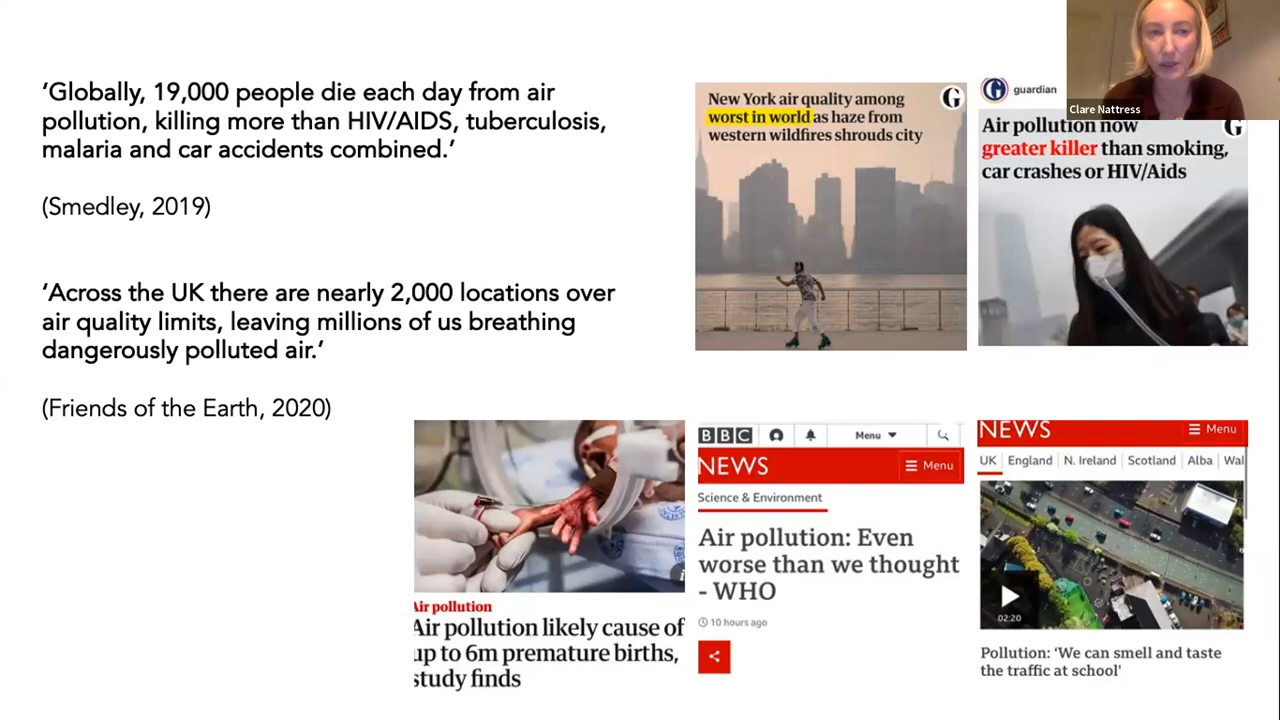 ‘Globally, 19,000 people die each day from air
pollution, killing more than HIV/AIDS, tuberculosis,
malaria and car accidents combined.’
(Smedley, 2019)
‘Across the UK there are nearly 2,000 locations over
air quality limits, leaving millions of us breathing
dangerously polluted air.’
(Friends of the Earth, 2020)
New York air quality among
worst in world as haze from
western wildfires shrouds city
G
G guardian
Clare Nattress
Air pollution now
greater killer than smoking,
car crashes or HIV/Aids
Air pollution
Air pollution likely cause of
up to 6m premature births,
study finds
BBC Menu
NEWS Menu
Science & Environment
Air pollution: Even
worse than we thought
- WHO
10 hours ago
NEWS Menu
UK England N. Ireland Scotland Alba Wal
02:20
Pollution: ‘We can smell and taste
the traffic at school’